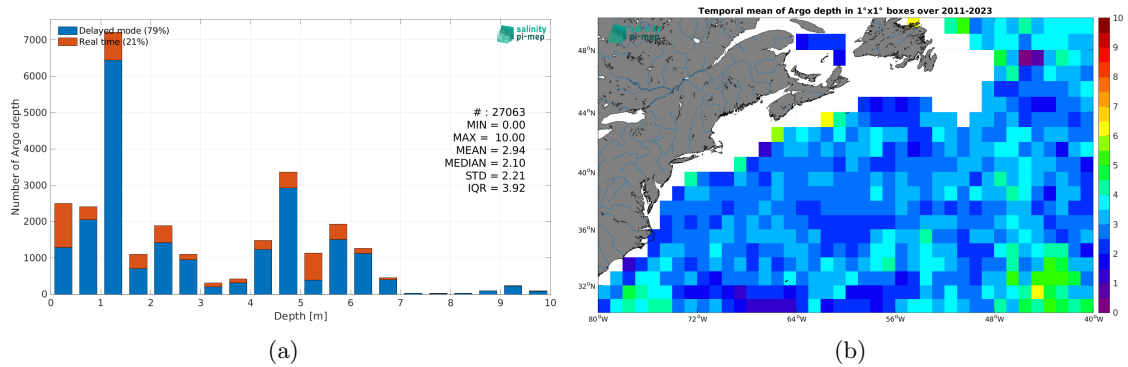 Delayed mode (79%)
Real time (21%)
salinity
pi-mep
# : 27063
MIN = 0.00
MAX = 10.00
MEAN = 2.94
MEDIAN = 2.10
STD = 2.21
IQR = 3.92
Number of Argo depth
7000
6000
5000
4000
3000
2000
1000
0
0 1 2 3 4 5 6 7 8 9 10
Depth [m]
(a)
Temporal mean of Argo depth in 1°x1° boxes over 2011-2023
salinity
pi-mep
48°N
44°N
40°N
36°N
32°N
80°W 72°W 64°W 56°W 48°W 40°W
10
9
8
7
6
5
4
3
2
1
0
(b)